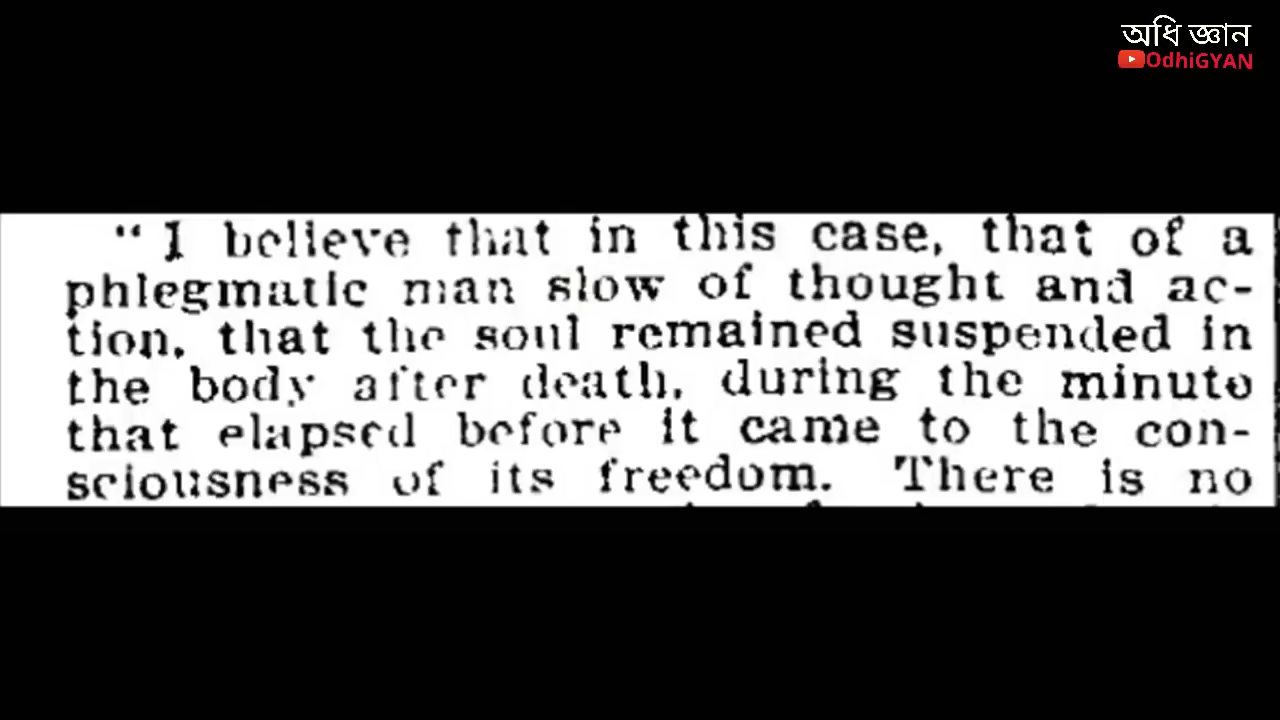 অধি জ্ঞান
OdhiGYAN
"I believe that in this case, that of a
phlegmatic man slow of thought and ac-
tion, that the soul remained suspended in
the body after death, during the minute
that elapsed before it came to the con-
sciousness of its freedom. There is no